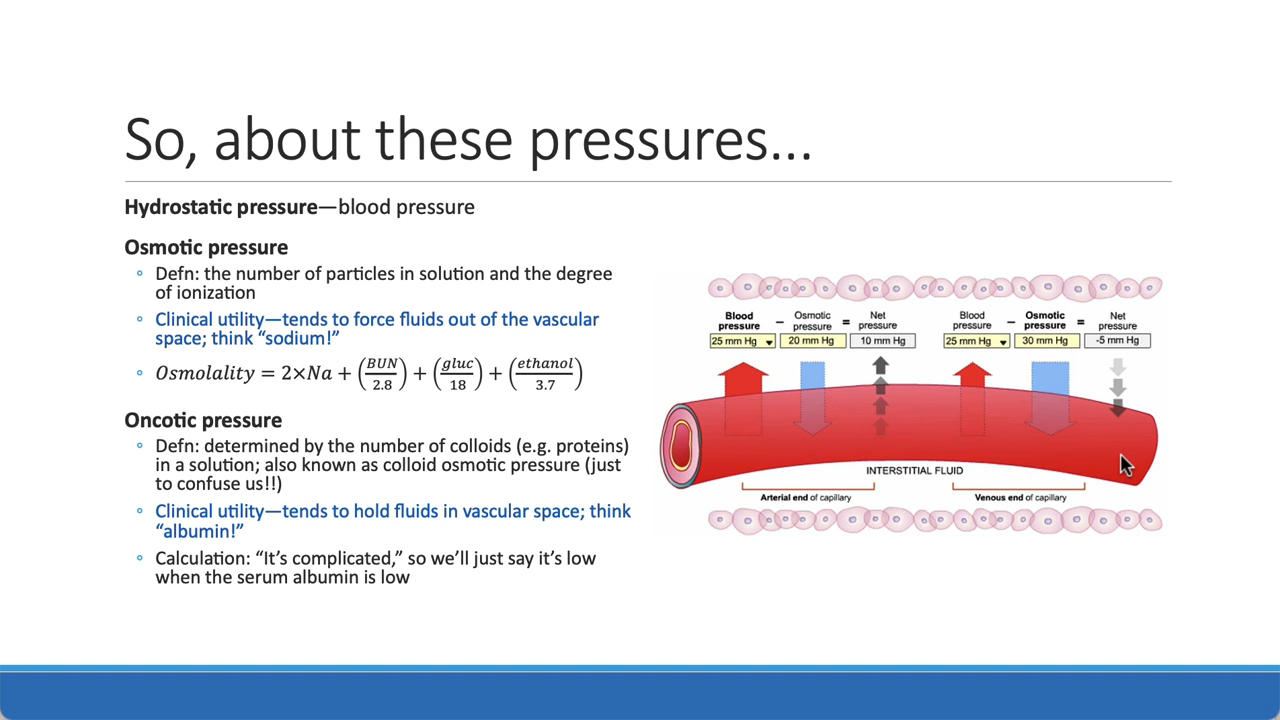 So, about these pressures...
Hydrostatic pressure—blood pressure
Osmotic pressure
◦ Defn: the number of particles in solution and the degree
of ionization
◦ Clinical utility—tends to force fluids out of the vascular
space; think “sodium!”
◦ Osmolality = 2×Na + (BUN/2.8) + (gluc/18) + (ethanol/3.7)
Oncotic pressure
◦ Defn: determined by the number of colloids (e.g. proteins)
in a solution; also known as colloid osmotic pressure (just
to confuse us!!)
◦ Clinical utility—tends to hold fluids in vascular space; think
“albumin!”
◦ Calculation: “It’s complicated,” so we’ll just say it’s low
when the serum albumin is low
Blood pressure − Osmotic pressure = Net pressure
25 mm Hg 20 mm Hg 10 mm Hg
Blood pressure − Osmotic pressure = Net pressure
25 mm Hg 30 mm Hg -5 mm Hg
INTERSTITIAL FLUID
Arterial end of capillary
Venous end of capillary